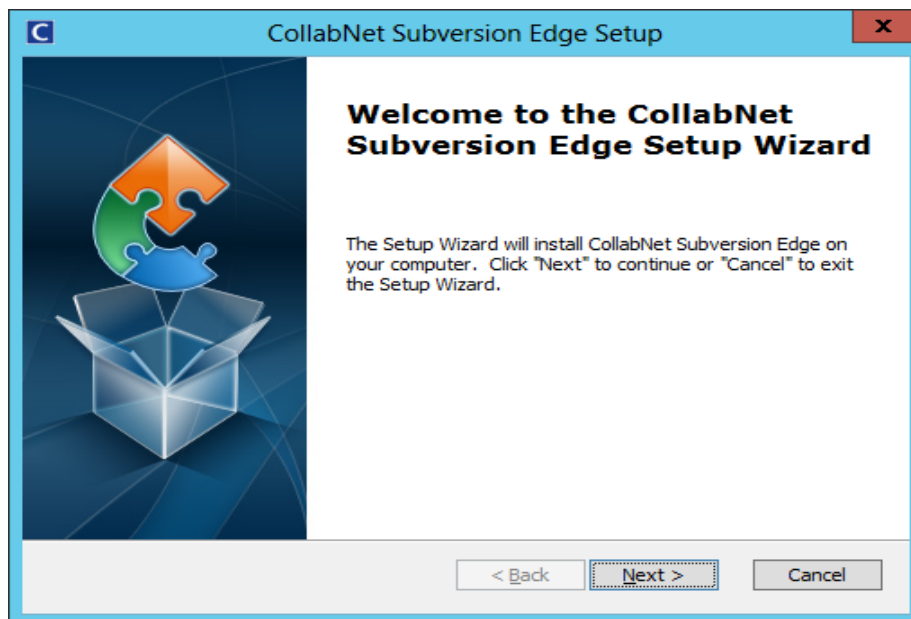 C
CollabNet Subversion Edge Setup
x
Welcome to the CollabNet
Subversion Edge Setup Wizard
The Setup Wizard will install CollabNet Subversion Edge on
your computer.  Click "Next" to continue or "Cancel" to exit
the Setup Wizard.
< Back
Next >
Cancel